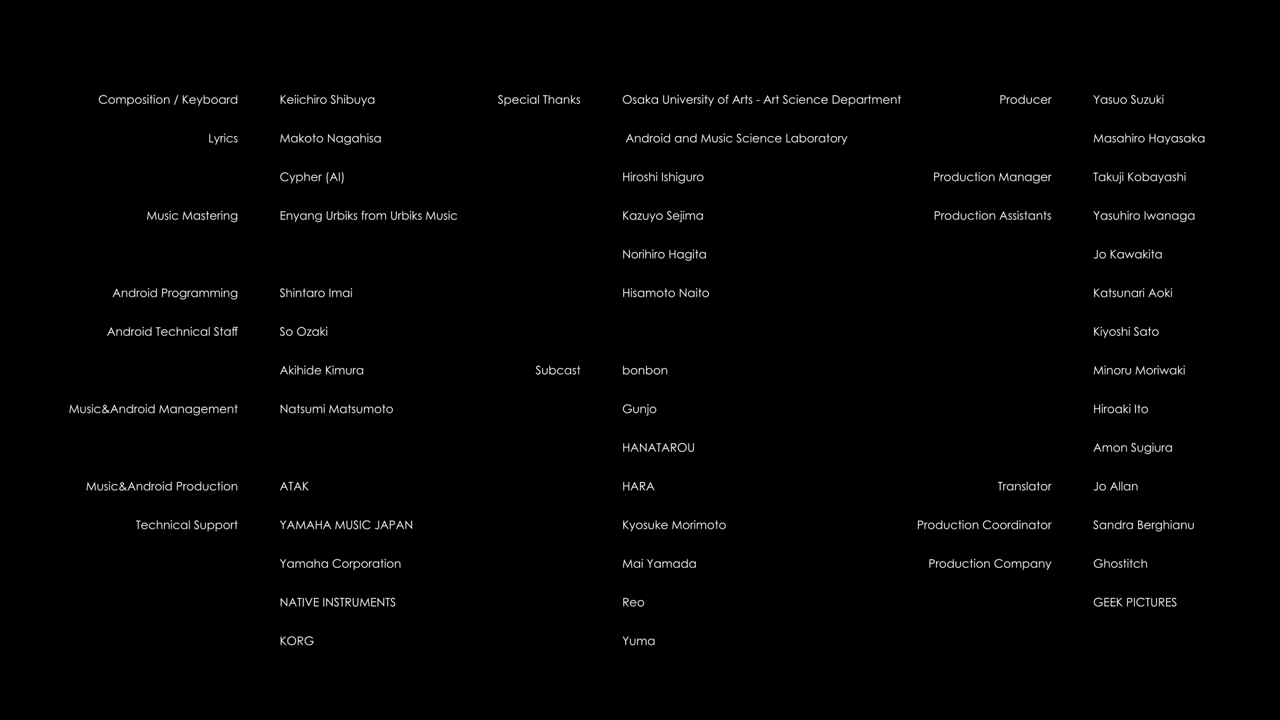 Composition / Keyboard Keiichiro Shibuya
Lyrics Makoto Nagahisa
Cypher (AI)
Music Mastering Enyang Urbiks from Urbiks Music
Android Programming Shintaro Imai
Android Technical Staff So Ozaki
Akihide Kimura
Music&Android Management Natsumi Matsumoto
Music&Android Production ATAK
Technical Support YAMAHA MUSIC JAPAN
Yamaha Corporation
NATIVE INSTRUMENTS
KORG
Special Thanks Osaka University of Arts - Art Science Department
Android and Music Science Laboratory
Hiroshi Ishiguro
Kazuyo Sejima
Norihiro Hagita
Hisamoto Naito
Subcast bonbon
Gunjo
HANATAROU
HARA
Kyosuke Morimoto
Mai Yamada
Reo
Yuma
Producer Yasuo Suzuki
Masahiro Hayasaka
Production Manager Takuji Kobayashi
Production Assistants Yasuhiro Iwanaga
Jo Kawakita
Katsunari Aoki
Kiyoshi Sato
Minoru Moriwaki
Hiroaki Ito
Amon Sugiura
Translator Jo Allan
Production Coordinator Sandra Berghianu
Production Company Ghostitch
GEEK PICTURES